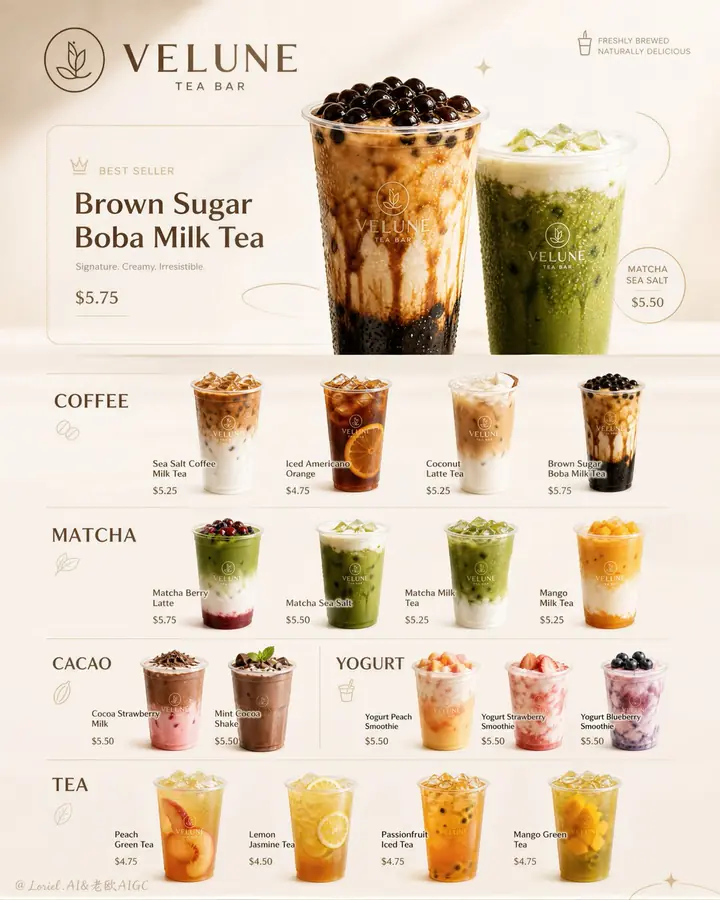 VELUNE
TEA BAR
FRESHLY BREWED
NATURALLY DELICIOUS
BEST SELLER
Brown Sugar
Boba Milk Tea
Signature. Creamy. Irresistible.
$5.75
VELUNE
TEA BAR
VELUNE
TEA BAR
MATCHA
SEA SALT
$5.50
COFFEE
Sea Salt Coffee
Milk Tea
$5.25
Iced Americano
Orange
$4.75
Coconut
Latte Tea
$5.25
Brown Sugar
Boba Milk Tea
$5.75
MATCHA
Matcha Berry
Latte
$5.75
Matcha Sea Salt
$5.50
Matcha Milk
Tea
$5.25
Mango
Milk Tea
$5.25
CACAO
Cocoa Strawberry
Milk
$5.50
Mint Cocoa
Shake
$5.50
YOGURT
Yogurt Peach
Smoothie
$5.50
Yogurt Strawberry
Smoothie
$5.50
Yogurt Blueberry
Smoothie
$5.50
TEA
Peach
Green Tea
$4.75
Lemon
Jasmine Tea
$4.50
Passionfruit
Iced Tea
$4.75
Mango Green
Tea
$4.75
@ Loriel.AI&老欧AIGC